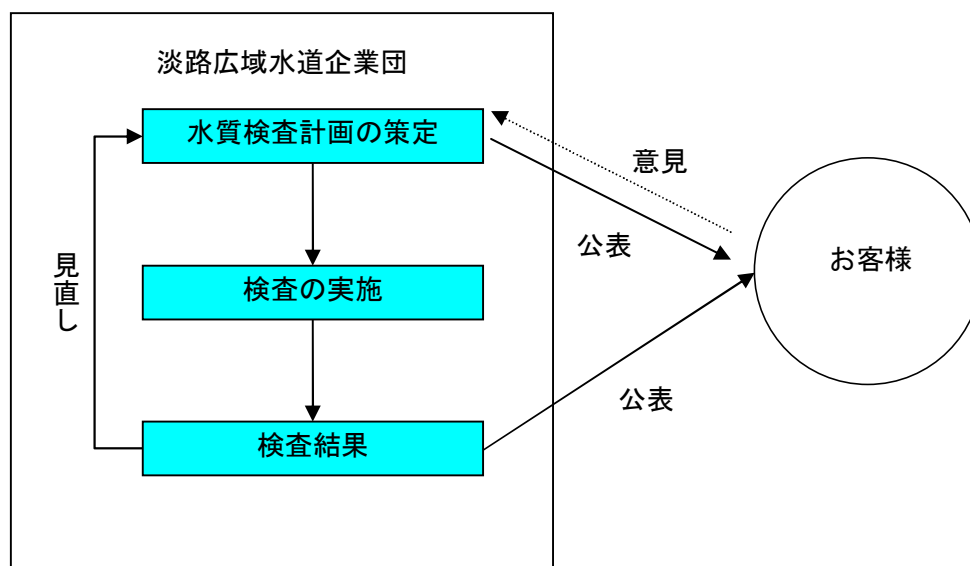 淡路広域水道企業団
水質検査計画の策定
意見
公表
お客様
見直し
検査の実施
公表
検査結果